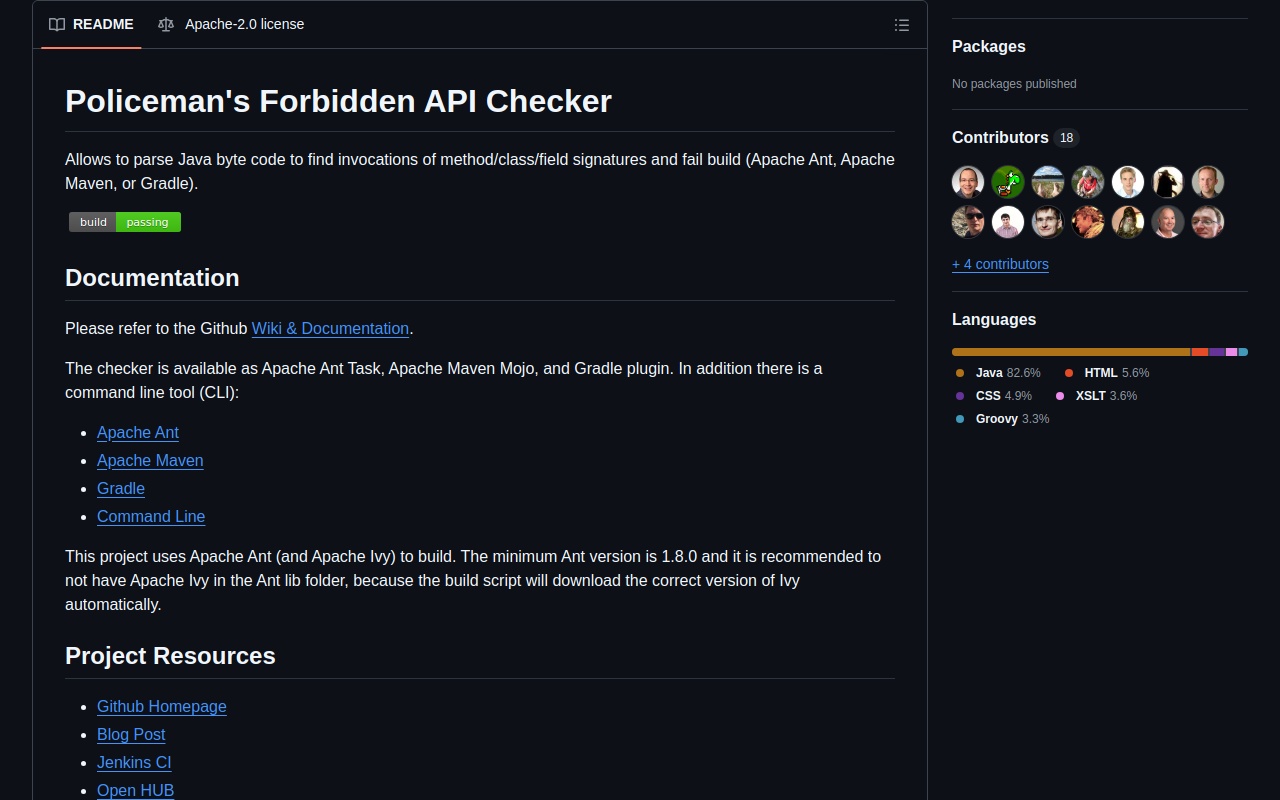 README
Apache-2.0 license
Policeman's Forbidden API Checker
Allows to parse Java byte code to find invocations of method/class/field signatures and fail build (Apache Ant, Apache
Maven, or Gradle).
build passing
Documentation
Please refer to the Github Wiki & Documentation.
The checker is available as Apache Ant Task, Apache Maven Mojo, and Gradle plugin. In addition there is a
command line tool (CLI):
Apache Ant
Apache Maven
Gradle
Command Line
This project uses Apache Ant (and Apache Ivy) to build. The minimum Ant version is 1.8.0 and it is recommended to
not have Apache Ivy in the Ant lib folder, because the build script will download the correct version of Ivy
automatically.
Project Resources
Github Homepage
Blog Post
Jenkins CI
Open HUB
Packages
No packages published
Contributors 18
+ 4 contributors
Languages
Java 82.6% HTML 5.6%
CSS 4.9% XSLT 3.6%
Groovy 3.3%